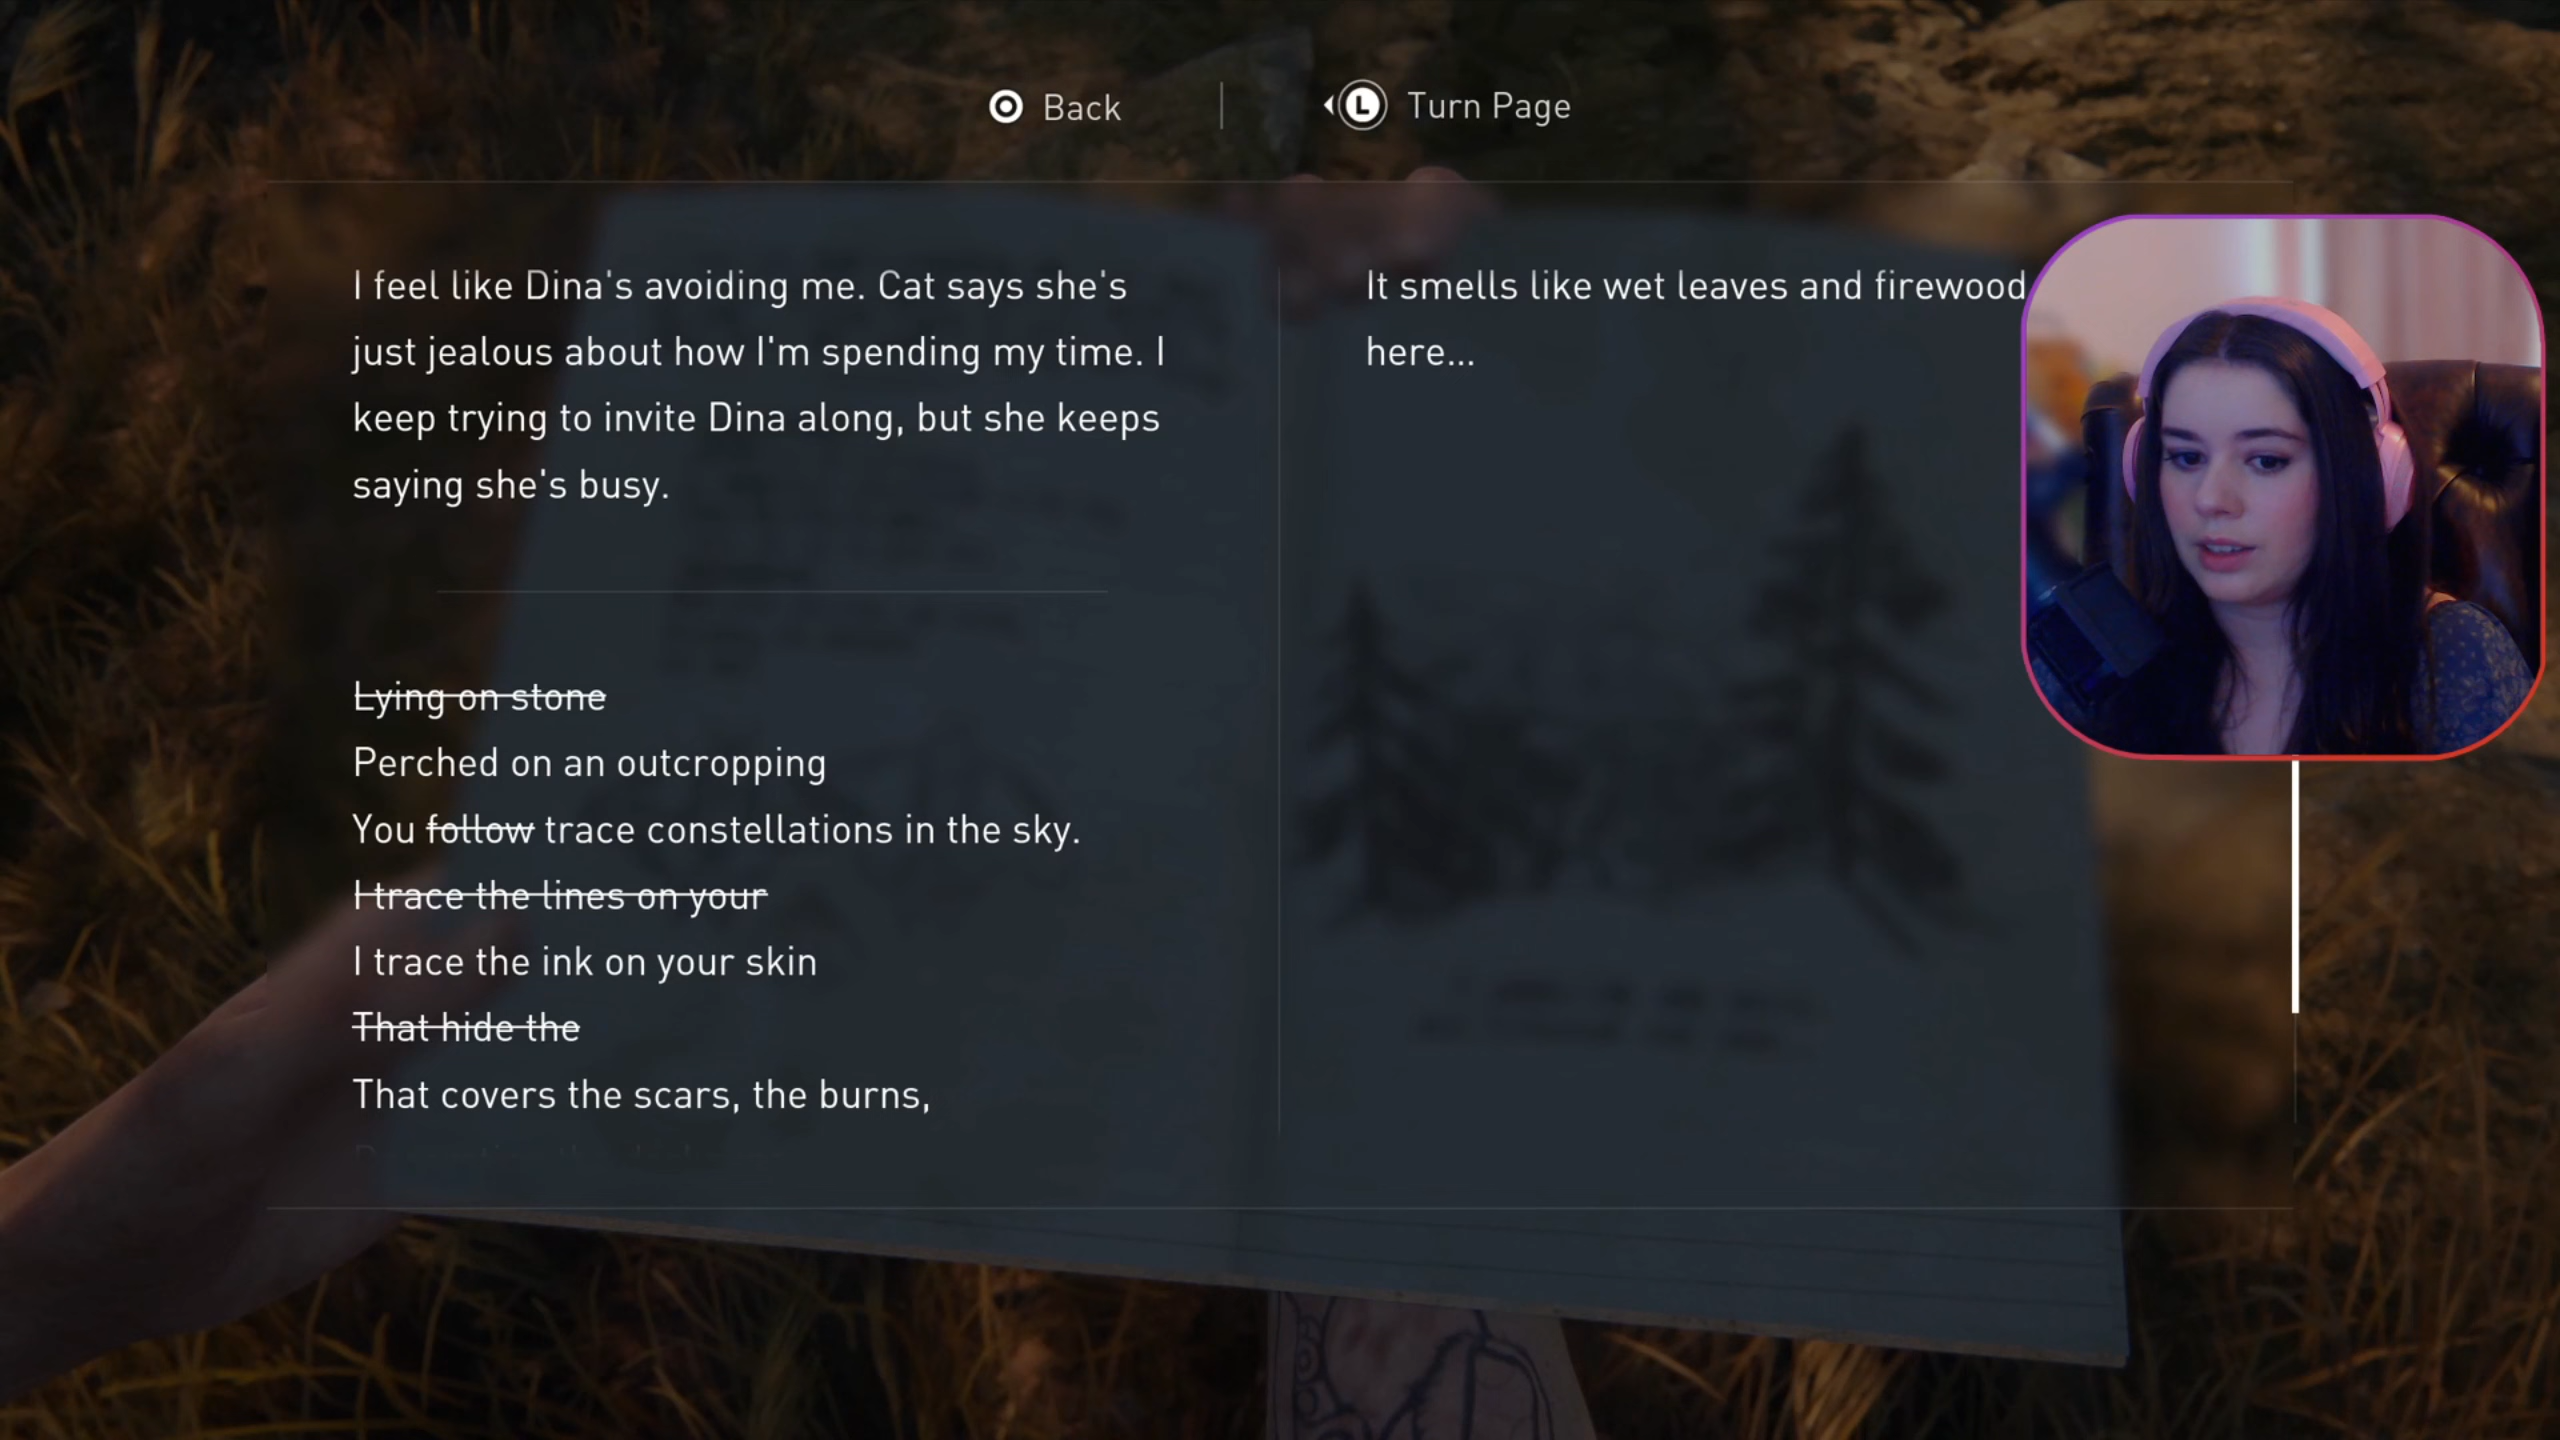 Back
L Turn Page
I feel like Dina's avoiding me. Cat says she's
just jealous about how I'm spending my time. I
keep trying to invite Dina along, but she keeps
saying she's busy.
Lying on stone
Perched on an outcropping
You follow trace constellations in the sky.
I trace the lines on your
I trace the ink on your skin
That hide the
That covers the scars, the burns,
It smells like wet leaves and firewood
here...